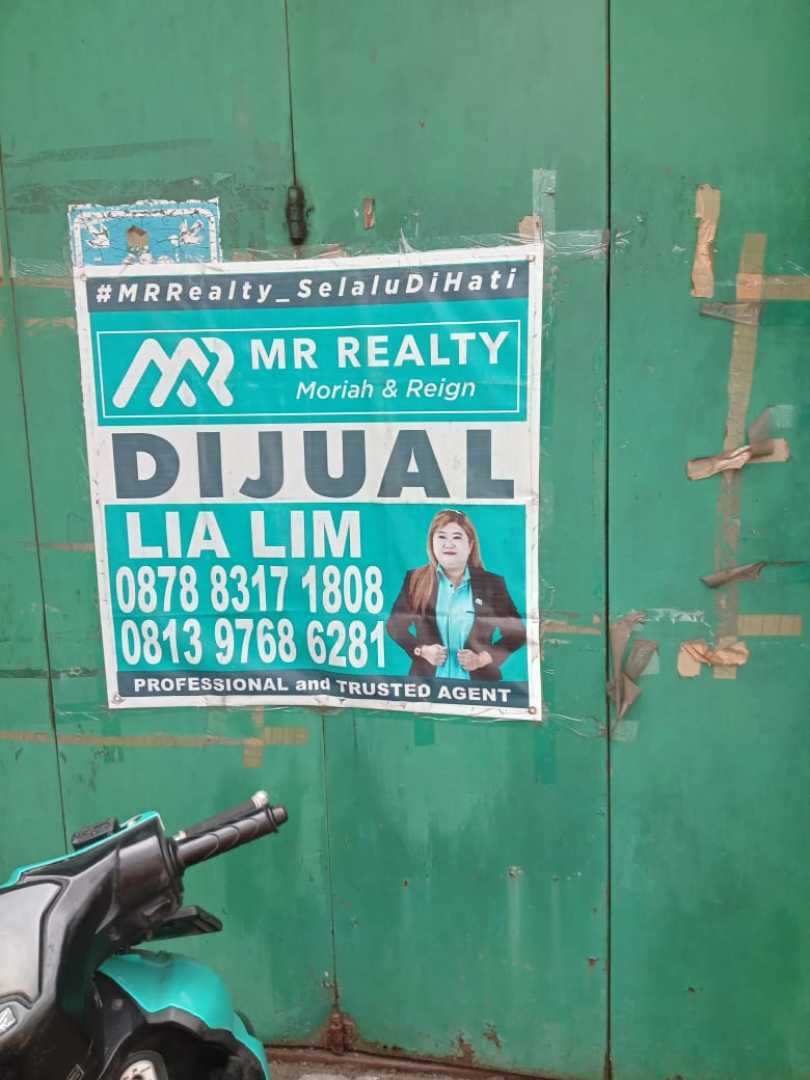 #MRRealty_SelaluDiHati
MR REALTY
Moriah & Reign
DIJUAL
LIA LIM
0878 8317 1808
0813 9768 6281
PROFESSIONAL and TRUSTED AGENT